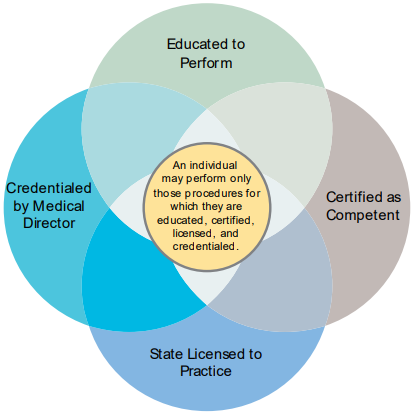 Educated to
Perform
Credentialed
by Medical
Director
An individual
may perform only
those procedures for
which they are
educated, certified,
licensed, and
credentialed.
Certified as
Competent
State Licensed to
Practice